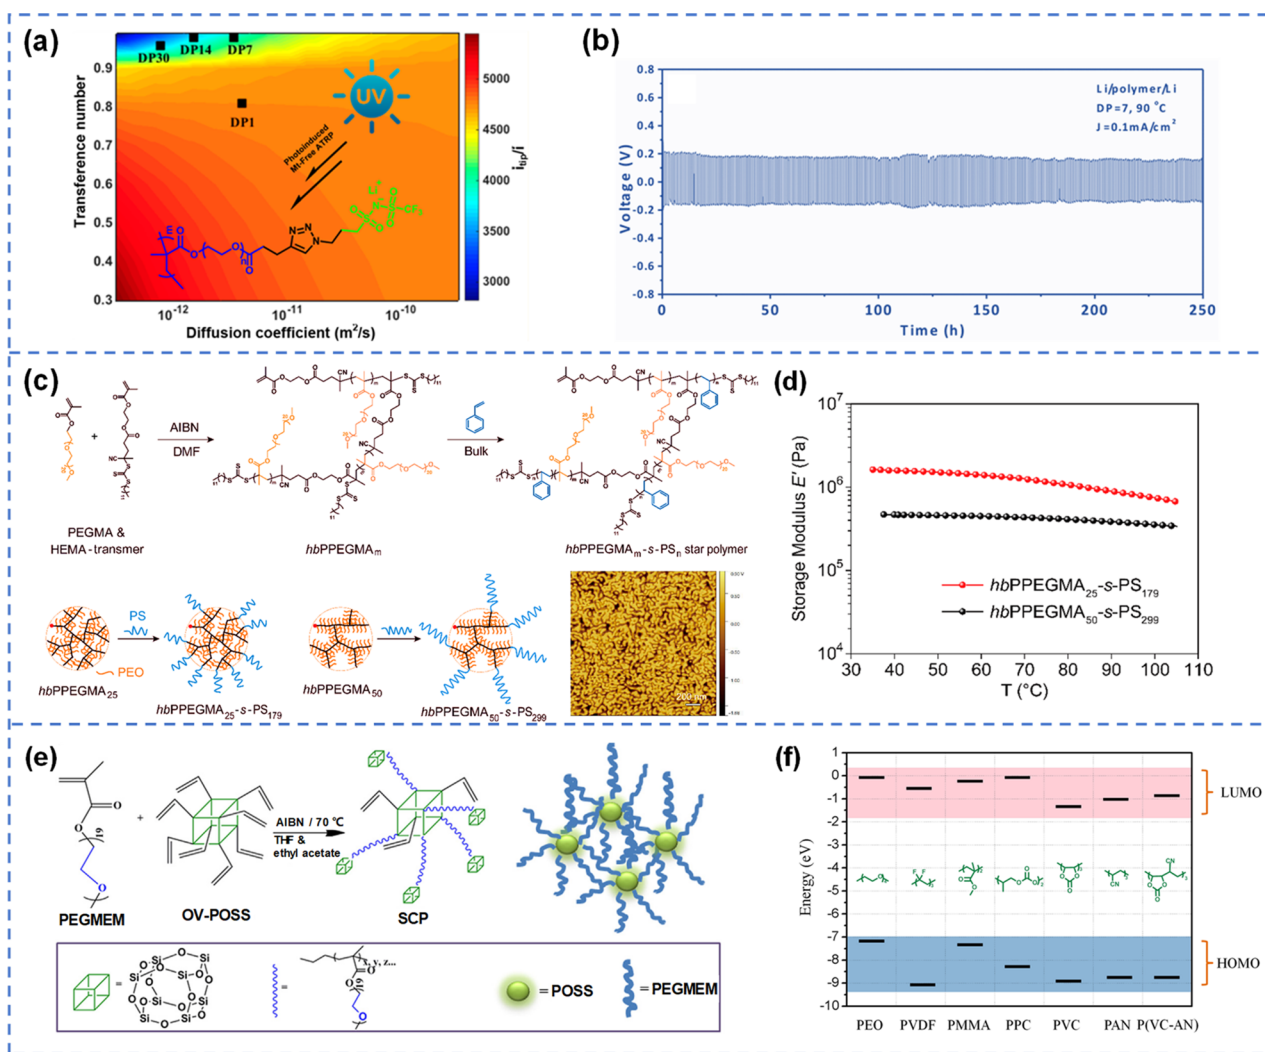 (a)
DP30
DP14
DP7
DP1
UV
Photoinduced
Mt-Free ATRP
Transference number
0.9
0.8
0.7
0.6
0.5
0.4
0.3
10⁻¹²
10⁻¹¹
10⁻¹⁰
Diffusion coefficient (m²/s)
5000
4500
4000
3500
3000
i_tip/i
(b)
Li/polymer/Li
DP=7, 90 °C
J=0.1mA/cm²
Voltage (V)
0.8
0.6
0.4
0.2
0.0
-0.2
-0.4
-0.6
-0.8
0 50 100 150 200 250
Time (h)
(c)
+
AIBN
DMF
Bulk
PEGMA &
HEMA-transmer
hbPPEGMAₘ
hbPPEGMAₘ-s-PSₙ star polymer
PS
PEO
hbPPEGMA₂₅
hbPPEGMA₂₅-s-PS₁₇₉
hbPPEGMA₅₀
hbPPEGMA₅₀-s-PS₂₉₉
(d)
Storage Modulus E′ (Pa)
10⁷
10⁶
10⁵
10⁴
hbPPEGMA₂₅-s-PS₁₇₉
hbPPEGMA₅₀-s-PS₂₉₉
30 40 50 60 70 80 90 100 110
T (°C)
(e)
+
AIBN / 70 ℃
THF &
ethyl acetate
PEGMEM
OV-POSS
SCP
x, y, z...
= POSS
= PEGMEM
(f)
Energy (eV)
1
0
-1
-2
-3
-4
-5
-6
-7
-8
-9
-10
LUMO
HOMO
PEO PVDF PMMA PPC PVC PAN P(VC-AN)